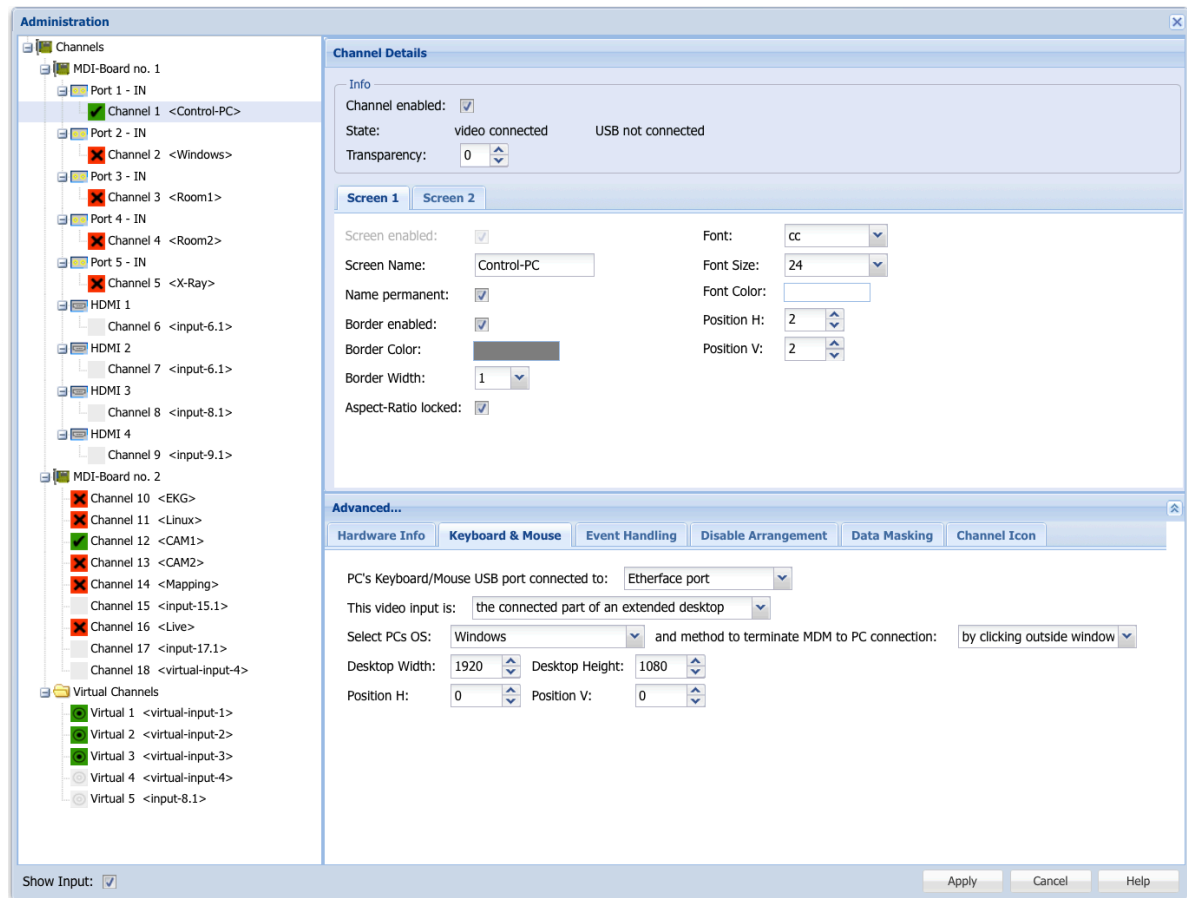 Administration
Channels
MDI-Board no. 1
Port 1 - IN
Channel 1 <Control-PC>
Port 2 - IN
Channel 2 <Windows>
Port 3 - IN
Channel 3 <Room1>
Port 4 - IN
Channel 4 <Room2>
Port 5 - IN
Channel 5 <X-Ray>
HDMI 1
Channel 6 <input-6.1>
HDMI 2
Channel 7 <input-6.1>
HDMI 3
Channel 8 <input-8.1>
HDMI 4
Channel 9 <input-9.1>
MDI-Board no. 2
Channel 10 <EKG>
Channel 11 <Linux>
Channel 12 <CAM1>
Channel 13 <CAM2>
Channel 14 <Mapping>
Channel 15 <input-15.1>
Channel 16 <Live>
Channel 17 <input-17.1>
Channel 18 <virtual-input-4>
Virtual Channels
Virtual 1 <virtual-input-1>
Virtual 2 <virtual-input-2>
Virtual 3 <virtual-input-3>
Virtual 4 <virtual-input-4>
Virtual 5 <input-8.1>
Channel Details
Info
Channel enabled:
State: video connected USB not connected
Transparency: 0
Screen 1 Screen 2
Screen enabled:
Screen Name: Control-PC
Name permanent:
Border enabled:
Border Color:
Border Width: 1
Aspect-Ratio locked:
Font: cc
Font Size: 24
Font Color:
Position H: 2
Position V: 2
Advanced...
Hardware Info Keyboard & Mouse Event Handling Disable Arrangement Data Masking Channel Icon
PC's Keyboard/Mouse USB port connected to: Etherface port
This video input is: the connected part of an extended desktop
Select PCs OS: Windows and method to terminate MDM to PC connection: by clicking outside window
Desktop Width: 1920 Desktop Height: 1080
Position H: 0 Position V: 0
Show Input:
Apply Cancel Help